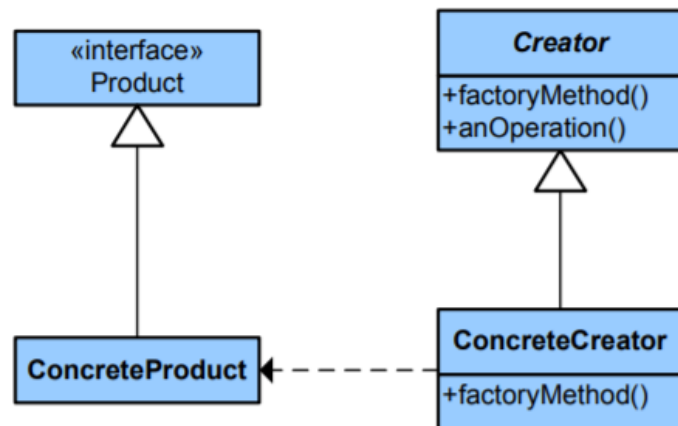 «interface»
Product
Creator
+factoryMethod()
+anOperation()
ConcreteProduct
ConcreteCreator
+factoryMethod()